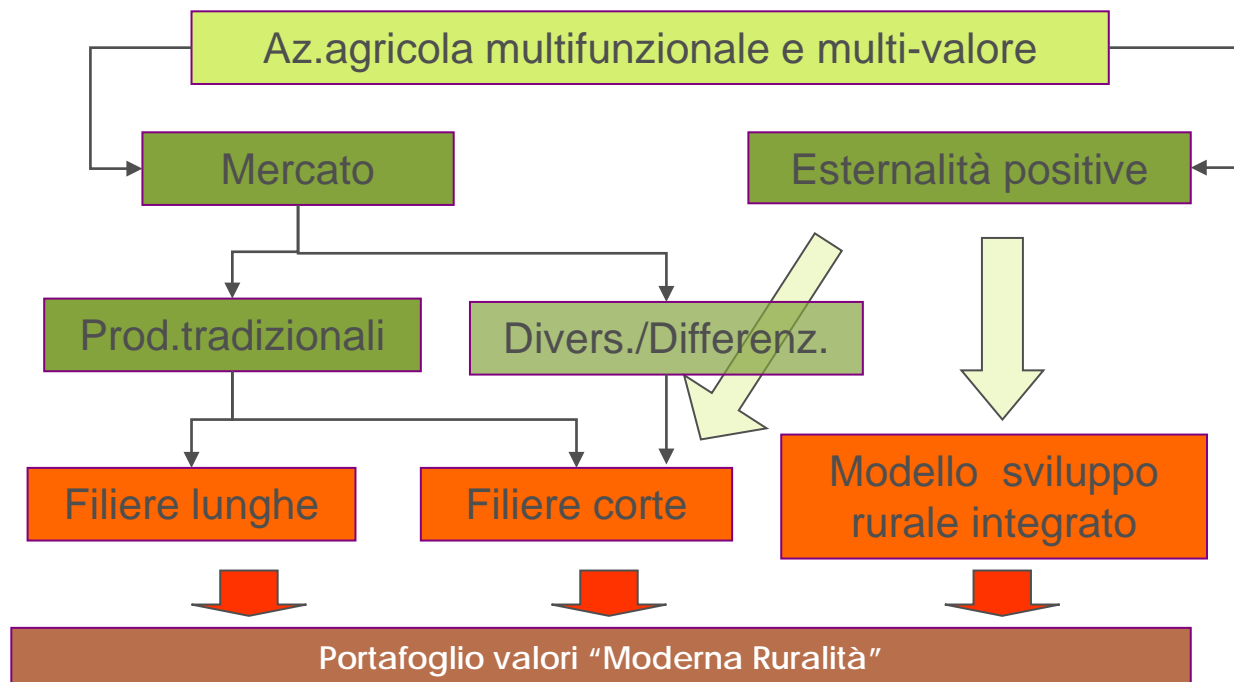 Az.agricola multifunzionale e multi-valore
Mercato
Esternalità positive
Prod.tradizionali
Divers./Differenz.
Filiere lunghe
Filiere corte
Modello sviluppo
rurale integrato
Portafoglio valori “Moderna Ruralità”